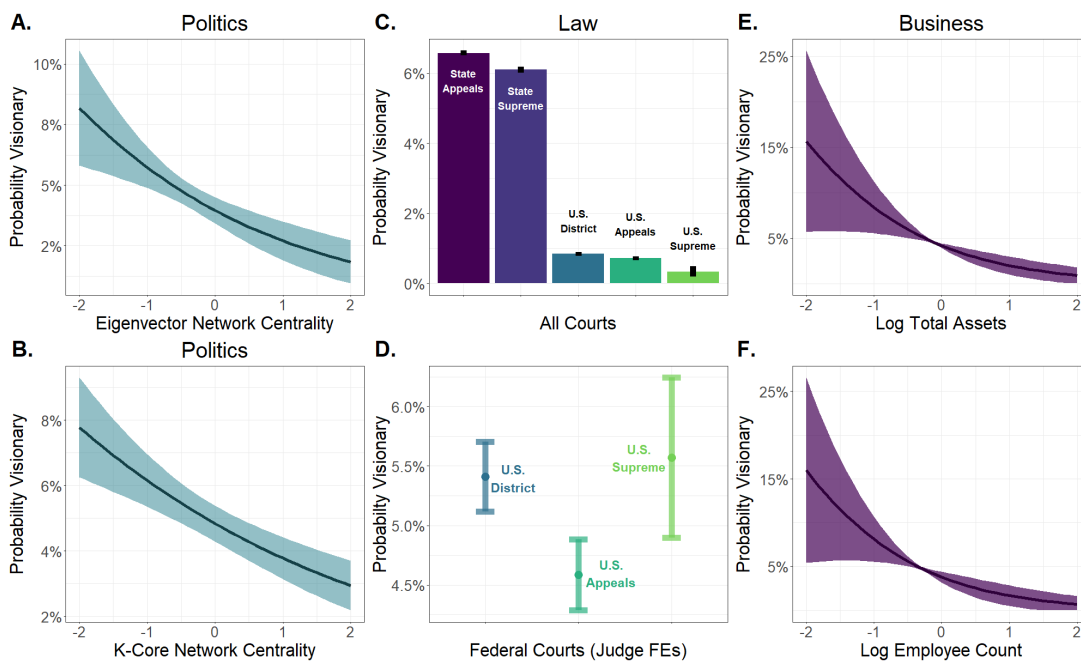 A.
Politics
Probability Visionary
10%
8%
5%
2%
-2 -1 0 1 2
Eigenvector Network Centrality
B.
Politics
Probability Visionary
8%
6%
4%
2%
-2 -1 0 1 2
K-Core Network Centrality
C.
Law
Probabilty Visionary
6%
4%
2%
0%
State
Appeals
State
Supreme
U.S.
District
U.S.
Appeals
U.S.
Supreme
All Courts
D.
Probabilty Visionary
6.0%
5.5%
5.0%
4.5%
U.S.
District
U.S.
Appeals
U.S.
Supreme
Federal Courts (Judge FEs)
E.
Business
Probability Visionary
25%
15%
5%
-2 -1 0 1 2
Log Total Assets
F.
Probability Visionary
25%
15%
5%
-2 -1 0 1 2
Log Employee Count